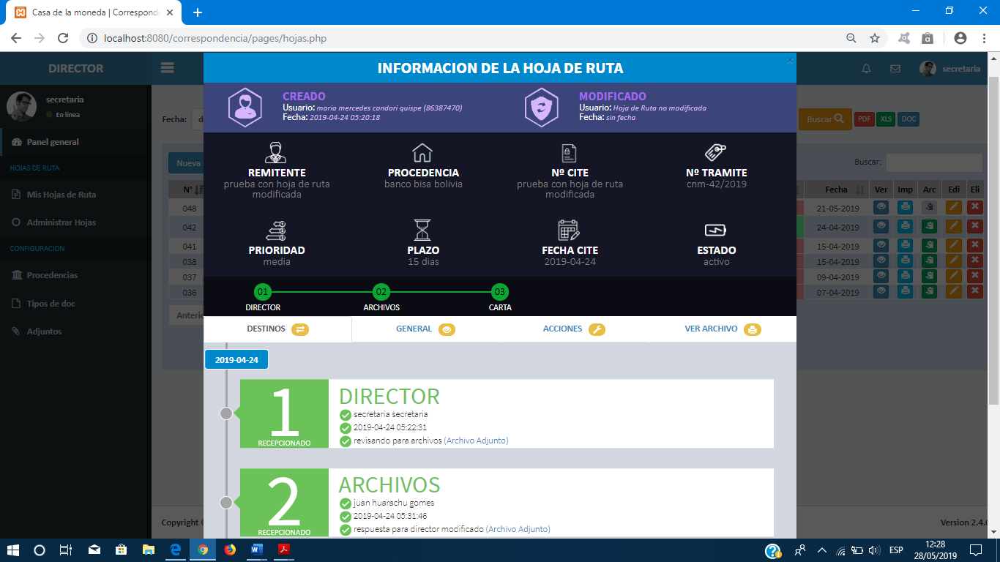 Casa de la moneda | Correspond
localhost:8080/correspondencia/pages/hojas.php
DIRECTOR
secretaria
INFORMACION DE LA HOJA DE RUTA
CREADO
Usuario: maria mercedes condori quispe (86387470)
Fecha: 2019-04-24 05:20:18
MODIFICADO
Usuario: Hoja de Ruta no modificada
Fecha: sin fecha
secretaria
En linea
Panel general
HOJAS DE RUTA
Mis Hojas de Ruta
Administrar Hojas
CONFIGURACION
Procedencias
Tipos de doc
Adjuntos
Fecha:
Buscar
PDF
XLS
DOC
Nueva
Buscar:
N°
Fecha Ver Imp Arc Edi Eli
048 21-05-2019
042 24-04-2019
041 15-04-2019
038 15-04-2019
037 09-04-2019
036 07-04-2019
Anterio
REMITENTE
prueba con hoja de ruta
modificada
PROCEDENCIA
banco bisa bolivia
Nº CITE
prueba con hoja de ruta
modificada
Nº TRAMITE
cnm-42/2019
PRIORIDAD
media
PLAZO
15 dias
FECHA CITE
2019-04-24
ESTADO
activo
01 02 03
DIRECTOR ARCHIVOS CARTA
DESTINOS GENERAL ACCIONES VER ARCHIVO
2019-04-24
1
RECEPCIONADO
DIRECTOR
secretaria secretaria
2019-04-24 05:22:31
revisando para archivos (Archivo Adjunto)
2
RECEPCIONADO
ARCHIVOS
juan huarachu gomes
2019-04-24 05:31:46
respuesta para director modificado (Archivo Adjunto)
Copyright ©
Version 2.4.0
ESP
12:28
28/05/2019